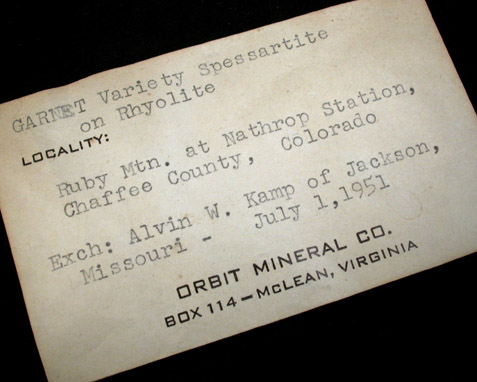 GARNET Variety Spessartite
on Rhyolite
LOCALITY:
Ruby Mtn. at Nathrop Station,
Chaffee County, Colorado
Exch: Alvin W. Kamp of Jackson,
Missouri - July 1,1951
ORBIT MINERAL CO.
BOX 114 — McLEAN, VIRGINIA